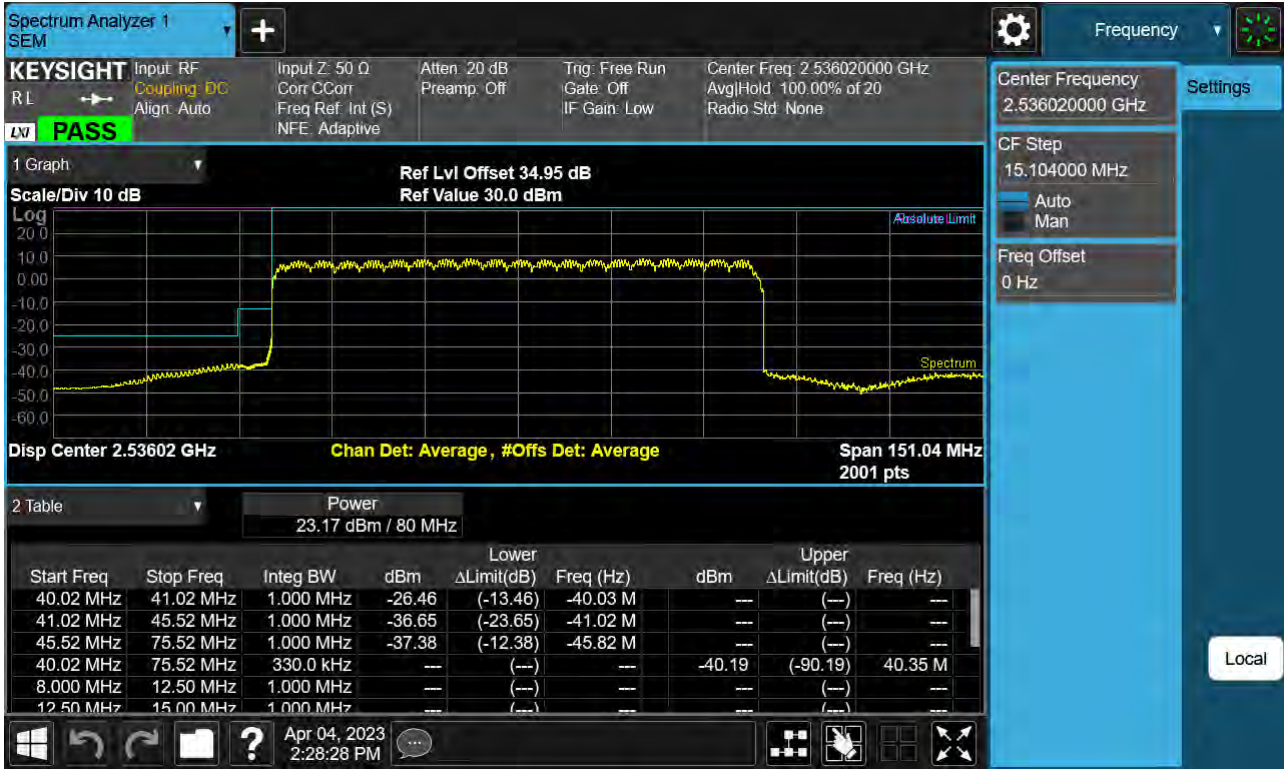 Spectrum Analyzer 1
SEM
Frequency
KEYSIGHT
R L
LXI
PASS
Input: RF
Coupling: DC
Align: Auto
Input Z: 50 Ω
Corr CCorr
Freq Ref: Int (S)
NFE: Adaptive
Atten: 20 dB
Preamp: Off
Trig: Free Run
Gate: Off
IF Gain: Low
Center Freq: 2.536020000 GHz
Avg|Hold: 100.00% of 20
Radio Std: None
Center Frequency
2.536020000 GHz
Settings
CF Step
15.104000 MHz
Auto
Man
Freq Offset
0 Hz
Local
1 Graph
Scale/Div 10 dB
Ref Lvl Offset 34.95 dB
Ref Value 30.0 dBm
Log
20.0
10.0
0.00
-10.0
-20.0
-30.0
-40.0
-50.0
-60.0
Limit
Spectrum
Disp Center 2.53602 GHz
Chan Det: Average, #Offs Det: Average
Span 151.04 MHz
2001 pts
2 Table
Power
23.17 dBm / 80 MHz
Lower Upper
Start Freq Stop Freq Integ BW dBm ΔLimit(dB) Freq (Hz) dBm ΔLimit(dB) Freq (Hz)
40.02 MHz 41.02 MHz 1.000 MHz -26.46 (-13.46) -40.03 M --- (---) ---
41.02 MHz 45.52 MHz 1.000 MHz -36.65 (-23.65) -41.02 M --- (---) ---
45.52 MHz 75.52 MHz 1.000 MHz -37.38 (-12.38) -45.82 M --- (---) ---
40.02 MHz 75.52 MHz 330.0 kHz --- (---) --- -40.19 (-90.19) 40.35 M
8.000 MHz 12.50 MHz 1.000 MHz --- (---) --- --- (---) ---
12.50 MHz 15.00 MHz 1.000 MHz --- (---) --- --- (---) ---
Apr 04, 2023
2:28:28 PM